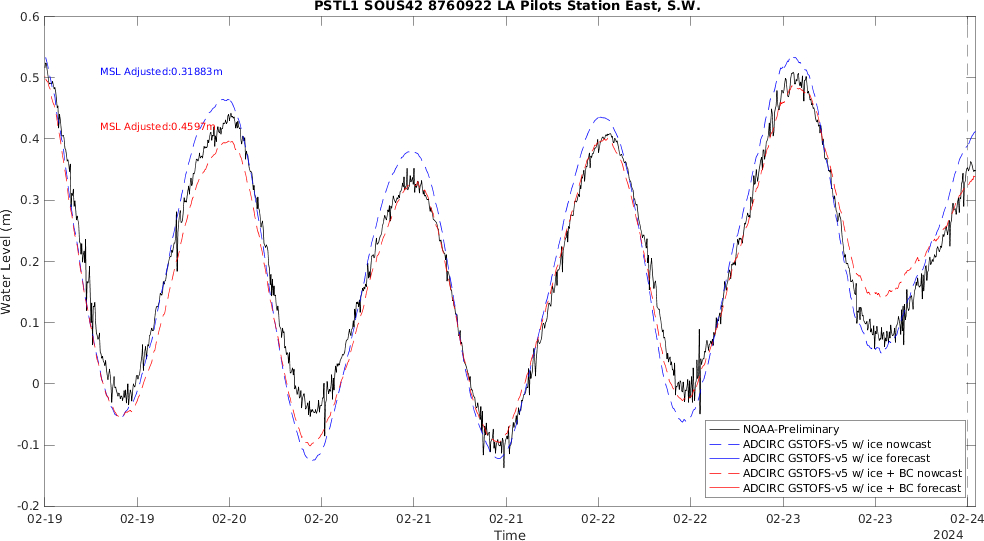 PSTL1 SOUS42 8760922 LA Pilots Station East, S.W.
0.6
0.5
0.4
0.3
0.2
0.1
0
-0.1
-0.2
Water Level (m)
MSL Adjusted:0.31883m
MSL Adjusted:0.4597m
NOAA-Preliminary
ADCIRC GSTOFS-v5 w/ ice nowcast
ADCIRC GSTOFS-v5 w/ ice forecast
ADCIRC GSTOFS-v5 w/ ice + BC nowcast
ADCIRC GSTOFS-v5 w/ ice + BC forecast
02-19 02-19 02-20 02-20 02-21 02-21 02-22 02-22 02-23 02-23 02-24
Time
2024